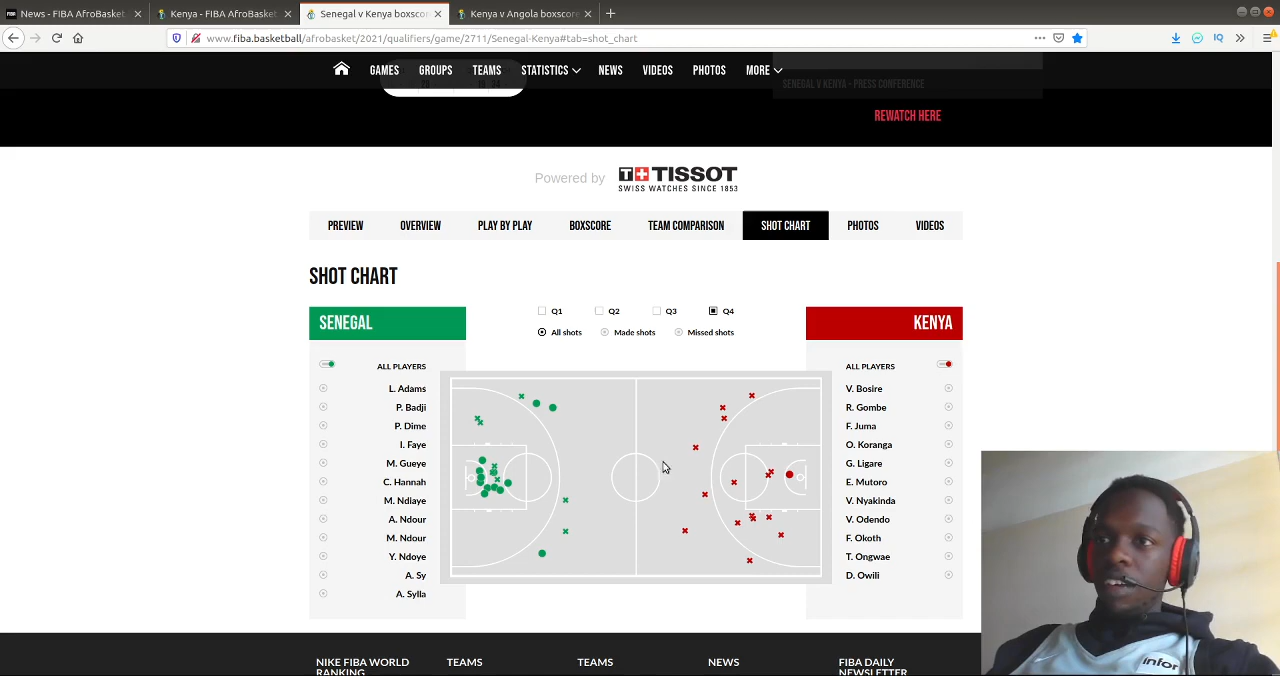 News - FIBA AfroBasket
Kenya - FIBA AfroBasket
Senegal v Kenya boxscore
Kenya v Angola boxscore
www.fiba.basketball/afrobasket/2021/qualifiers/game/2711/Senegal-Kenya#tab=shot_chart
GAMES GROUPS TEAMS STATISTICS NEWS VIDEOS PHOTOS MORE
SENEGAL V KENYA - PRESS CONFERENCE
REWATCH HERE
Powered by
TISSOT
SWISS WATCHES SINCE 1853
PREVIEW OVERVIEW PLAY BY PLAY BOXSCORE TEAM COMPARISON SHOT CHART PHOTOS VIDEOS
SHOT CHART
Q1 Q2 Q3 Q4
SENEGAL
KENYA
All shots Made shots Missed shots
ALL PLAYERS
L. Adams
P. Badji
P. Dime
I. Faye
M. Gueye
C. Hannah
M. Ndiaye
A. Ndour
M. Ndour
Y. Ndoye
A. Sy
A. Sylla
ALL PLAYERS
V. Bosire
R. Gombe
F. Juma
O. Koranga
G. Ligare
E. Mutoro
V. Nyakinda
V. Odendo
F. Okoth
T. Ongwae
D. Owili
infor
NIKE FIBA WORLD
RANKING
TEAMS
TEAMS
NEWS
FIBA DAILY
NEWSLETTER